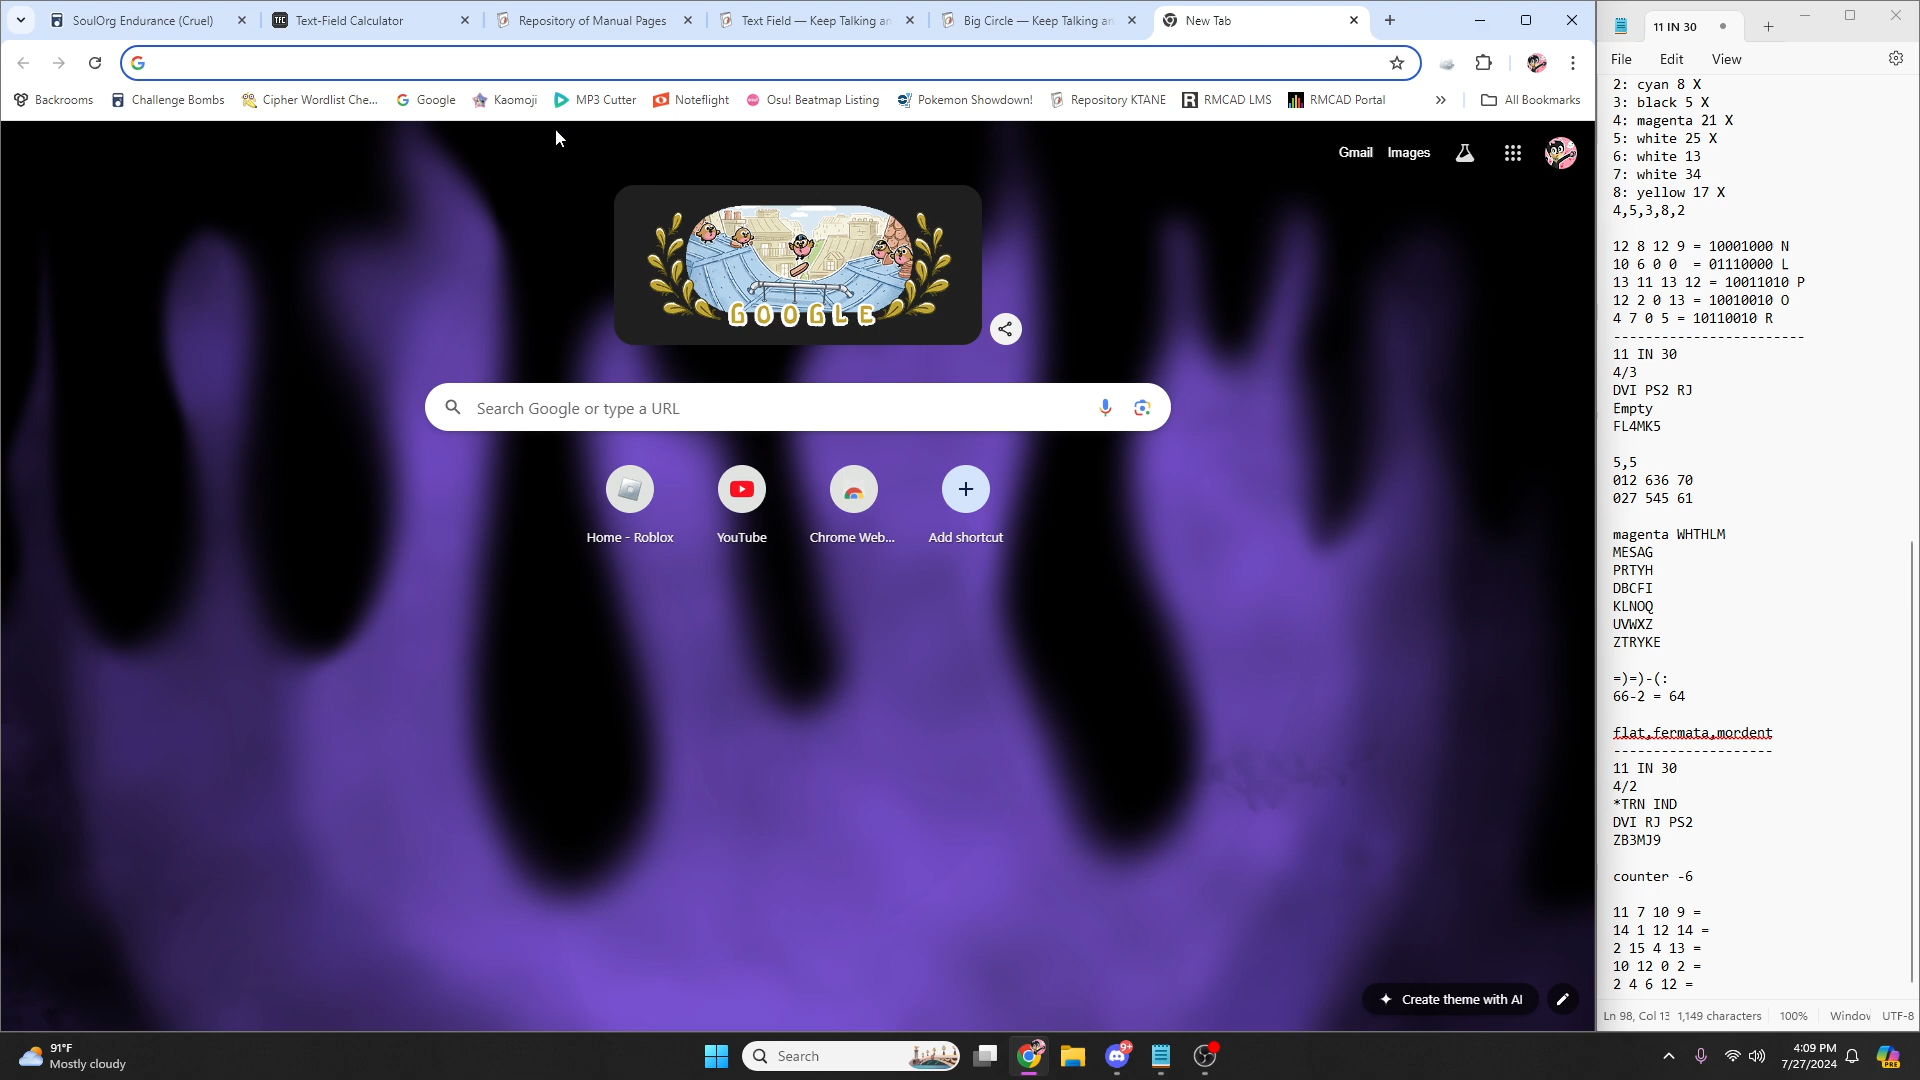 SoulOrg Endurance (Cruel)
Text-Field Calculator
Repository of Manual Pages
Text Field — Keep Talking an
Big Circle — Keep Talking an
New Tab
Backrooms
Challenge Bombs
Cipher Wordlist Che...
Google
Kaomoji
MP3 Cutter
Noteflight
Osu! Beatmap Listing
Pokemon Showdown!
Repository KTANE
RMCAD LMS
RMCAD Portal
»
All Bookmarks
Gmail
Images
GOOGLE
Search Google or type a URL
Home - Roblox
YouTube
Chrome Web...
Add shortcut
Create theme with AI
11 IN 30
File
Edit
View
2: cyan 8 X
3: black 5 X
4: magenta 21 X
5: white 25 X
6: white 13
7: white 34
8: yellow 17 X
4,5,3,8,2
12 8 12 9 = 10001000 N
10 6 0 0  = 01110000 L
13 11 13 12 = 10011010 P
12 2 0 13 = 10010010 O
4 7 0 5 = 10110010 R
------------------------
11 IN 30
4/3
DVI PS2 RJ
Empty
FL4MK5
5,5
012 636 70
027 545 61
magenta WHTHLM
MESAG
PRTYH
DBCFI
KLNOQ
UVWXZ
ZTRYKE
=)=)-(:
66-2 = 64
flat,fermata,mordent
--------------------
11 IN 30
4/2
*TRN IND
DVI RJ PS2
ZB3MJ9
counter -6
11 7 10 9 =
14 1 12 14 =
2 15 4 13 =
10 12 0 2 =
2 4 6 12 =
Ln 98, Col 13
1,149 characters
100%
Window
UTF-8
91°F
Mostly cloudy
Search
9+
4:09 PM
7/27/2024
PRE